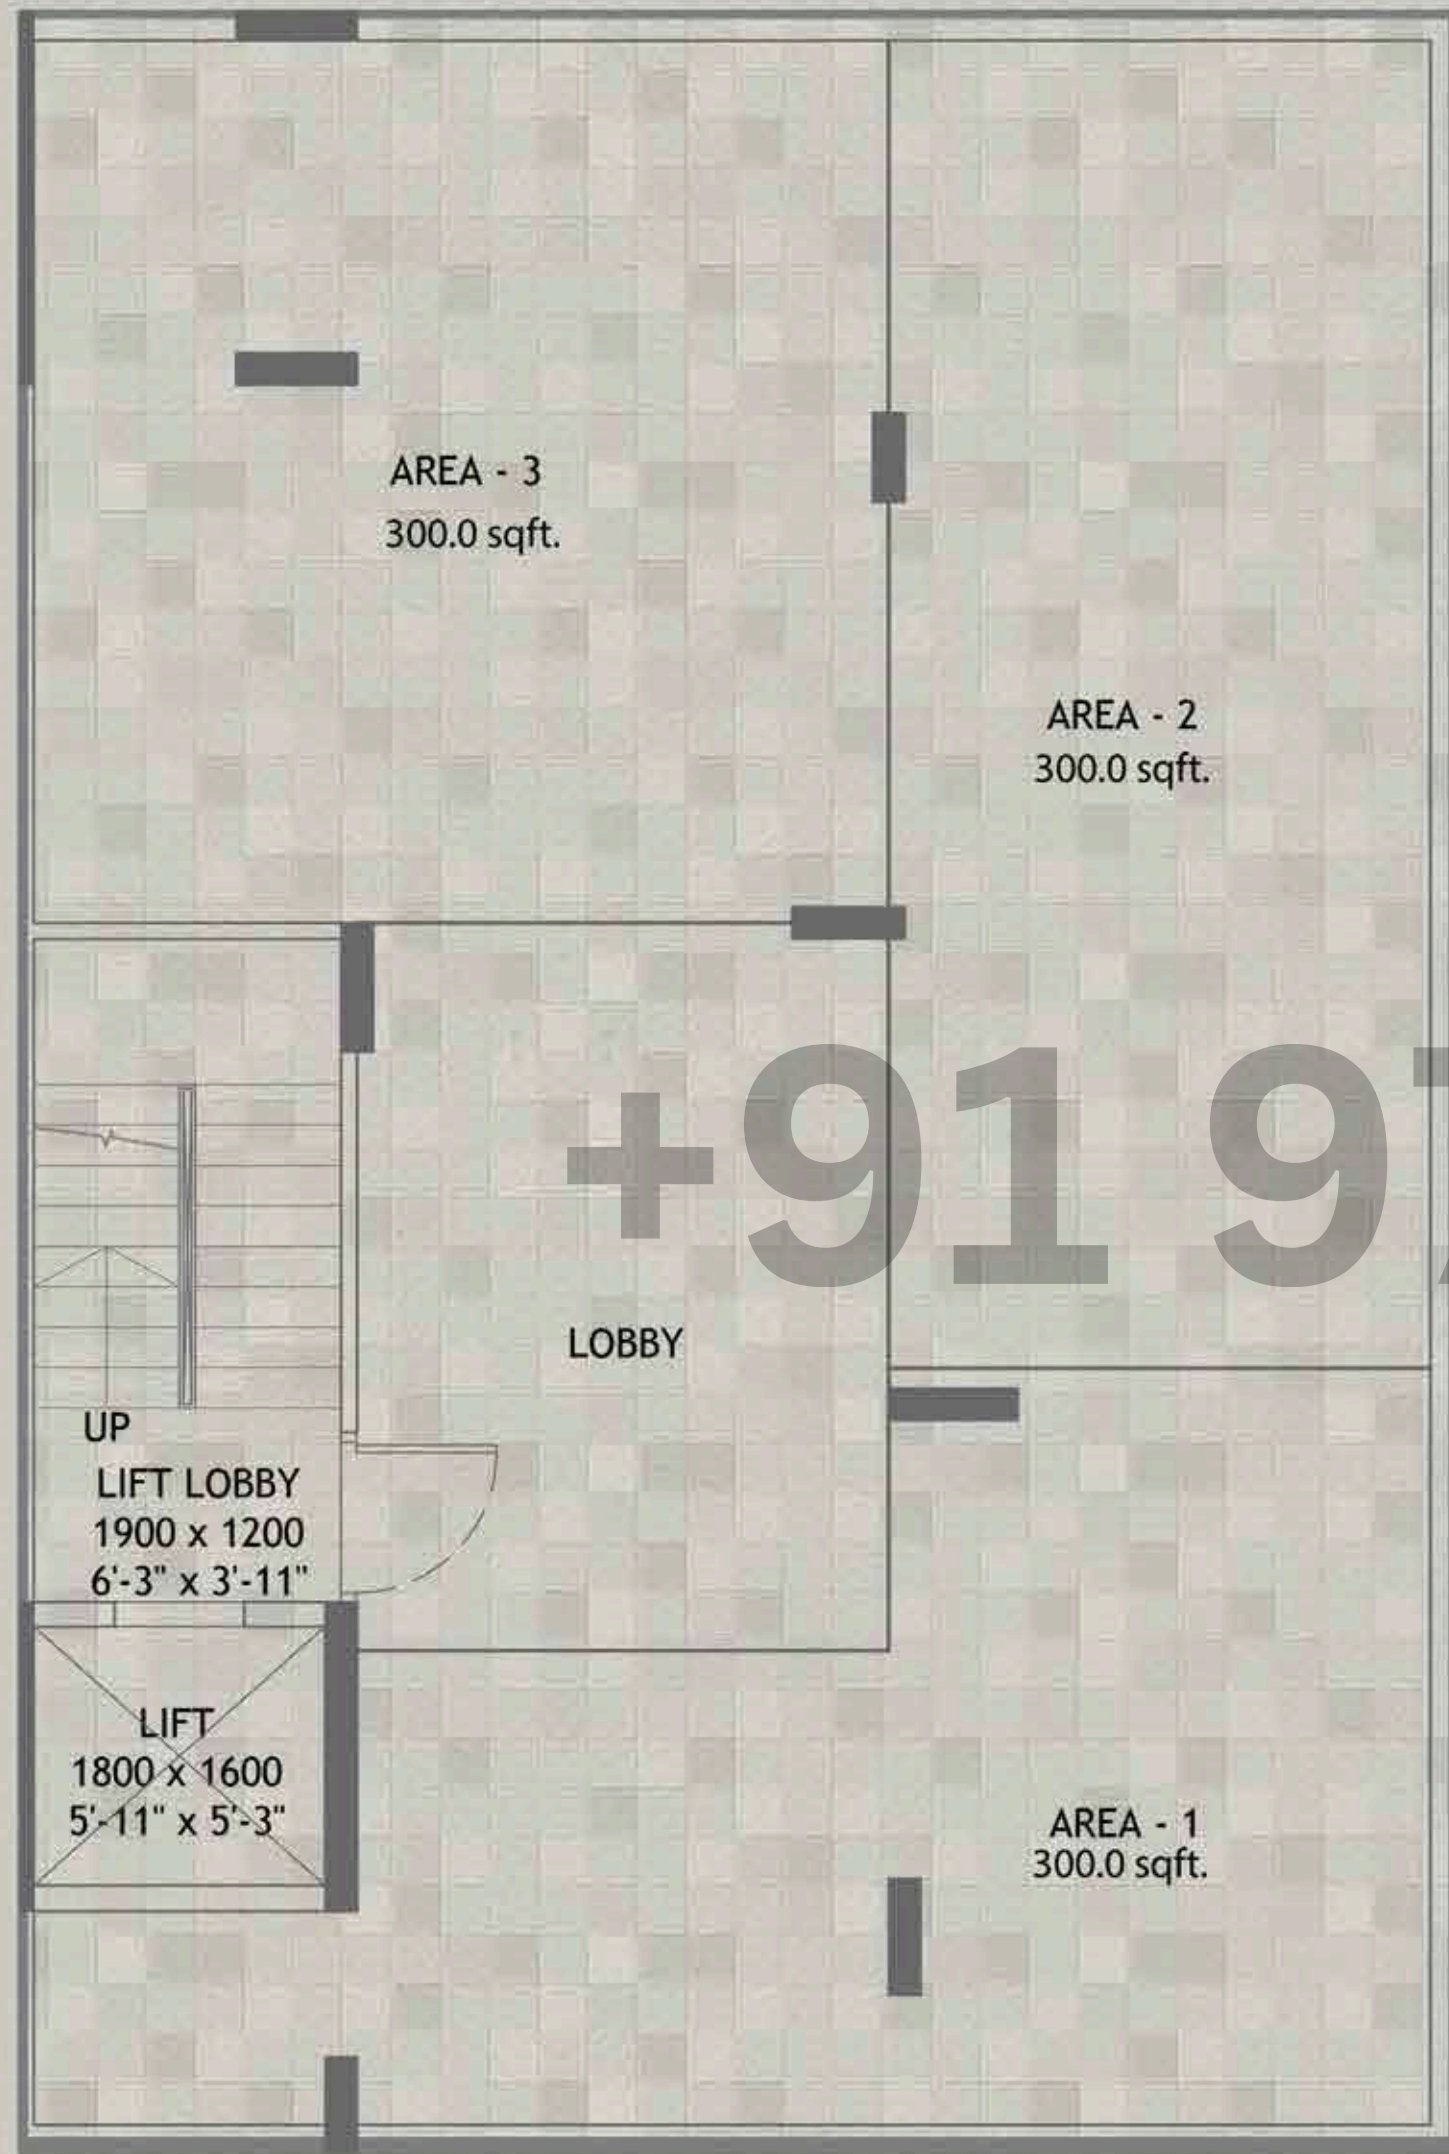 AREA - 3
300.0 sqft.
AREA - 2
300.0 sqft.
+91 9
LOBBY
UP
LIFT LOBBY
1900 x 1200
6'-3" x 3'-11"
LIFT
1800 x 1600
5'-11" x 5'-3"
AREA - 1
300.0 sqft.